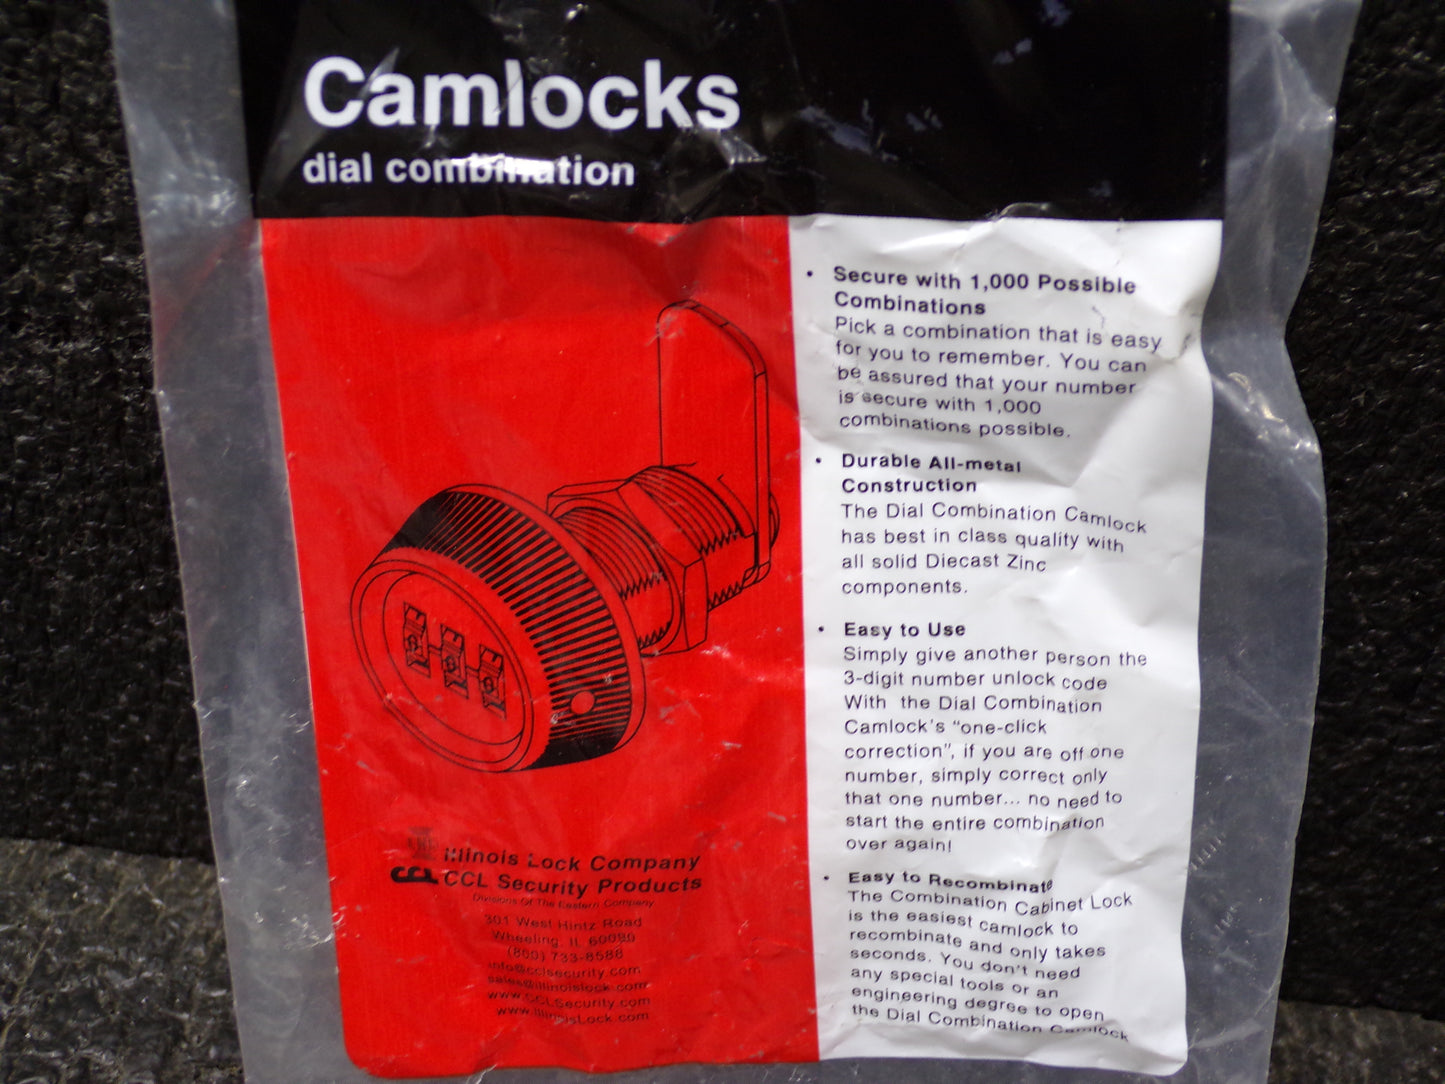 Camlocks
dial combination
• Secure with 1,000 Possible
Combinations
Pick a combination that is easy
for you to remember. You can
be assured that your number
is secure with 1,000
combinations possible.
• Durable All-metal
Construction
The Dial Combination Camlock
has best in class quality with
all solid Diecast Zinc
components.
• Easy to Use
Simply give another person the
3-digit number unlock code
With the Dial Combination
Camlock's "one-click
correction", if you are off one
number, simply correct only
that one number... no need to
start the entire combination
over again!
• Easy to Recombinate
The Combination Cabinet Lock
is the easiest camlock to
recombinate and only takes
seconds. You don't need
any special tools or an
engineering degree to open
the Dial Combination Camlock
Illinois Lock Company
CCL Security Products
Divisions Of The Eastern Company
301 West Hintz Road
Wheeling, IL 60090
(800) 733-8588
info@cclsecurity.com
sales@illinoislock.com
www.CCLSecurity.com
www.IllinoisLock.com